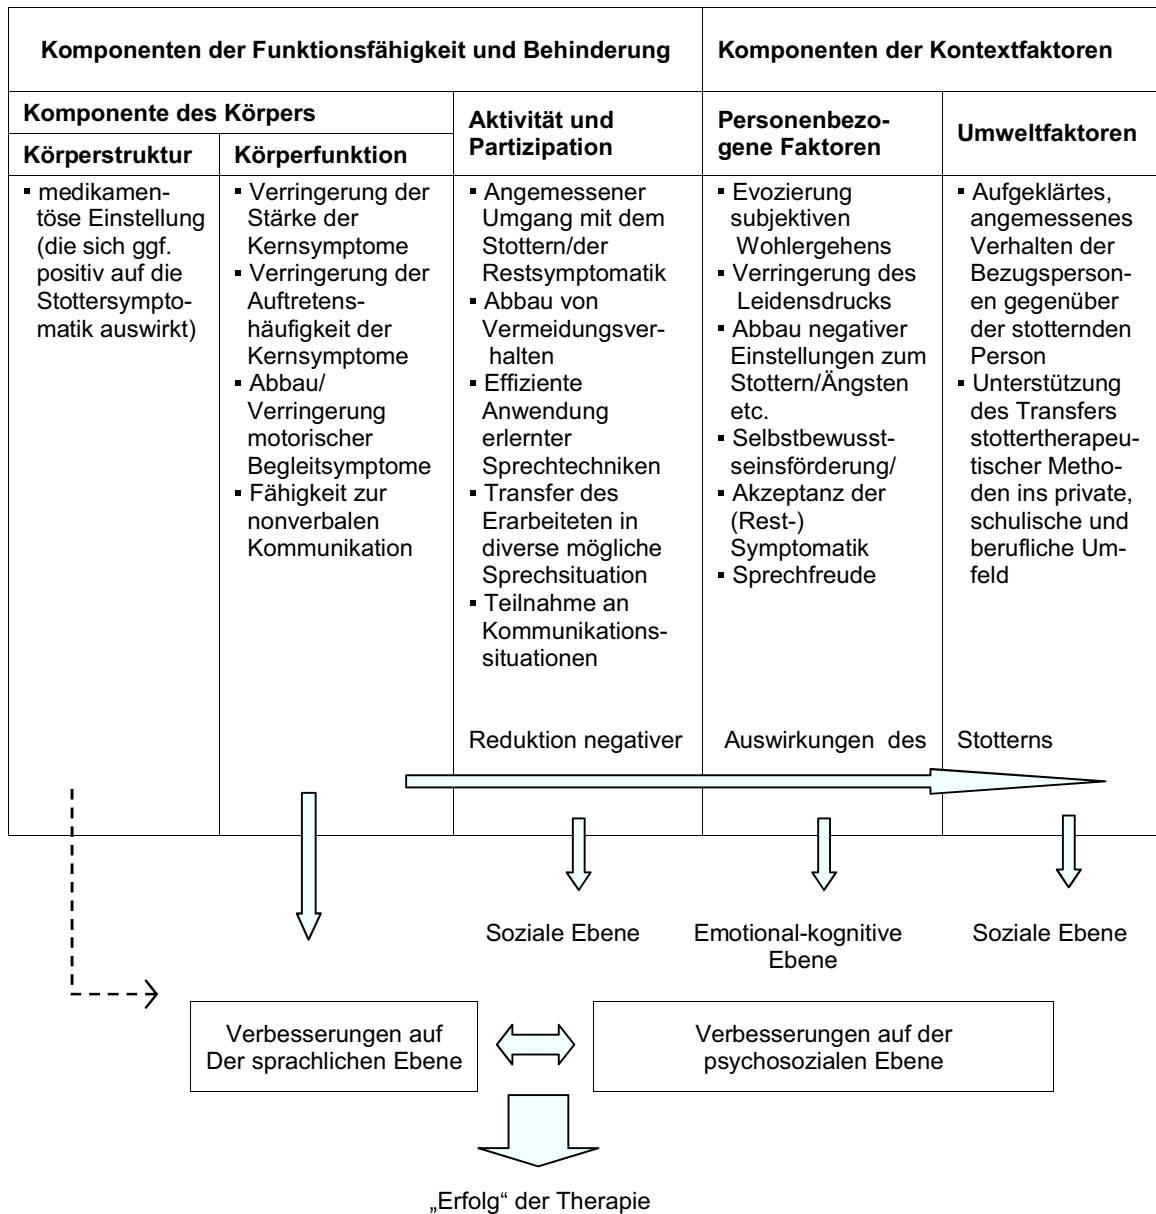 Komponenten der Funktionsfähigkeit und Behinderung
Komponenten der Kontextfaktoren
Komponente des Körpers
Aktivität und
Partizipation
Personenbezo-
gene Faktoren
Umweltfaktoren
Körperstruktur
Körperfunktion
▪ medikamen-
töse Einstellung
(die sich ggf.
positiv auf die
Stottersympto-
matik auswirkt)
▪ Verringerung der
Stärke der
Kernsymptome
▪ Verringerung der
Auftretens-
häufigkeit der
Kernsymptome
▪ Abbau/
Verringerung
motorischer
Begleitsymptome
▪ Fähigkeit zur
nonverbalen
Kommunikation
▪ Angemessener
Umgang mit dem
Stottern/der
Restsymptomatik
▪ Abbau von
Vermeidungsver-
halten
▪ Effiziente
Anwendung
erlernter
Sprechtechniken
▪ Transfer des
Erarbeiteten in
diverse mögliche
Sprechsituation
▪ Teilnahme an
Kommunikations-
situationen
▪ Evozierung
subjektiven
Wohlergehens
▪ Verringerung des
Leidensdrucks
▪ Abbau negativer
Einstellungen zum
Stottern/Ängsten
etc.
▪ Selbstbewusst-
seinsförderung/
▪ Akzeptanz der
(Rest-)
Symptomatik
▪ Sprechfreude
▪ Aufgeklärtes,
angemessenes
Verhalten der
Bezugsperson-
en gegenüber
der stotternden
Person
▪ Unterstützung
des Transfers
stottertherapeu-
tischer Metho-
den ins private,
schulische und
berufliche Um-
feld
Reduktion negativer Auswirkungen des Stotterns
Soziale Ebene
Emotional-kognitive
Ebene
Soziale Ebene
Verbesserungen auf
Der sprachlichen Ebene
Verbesserungen auf der
psychosozialen Ebene
„Erfolg“ der Therapie